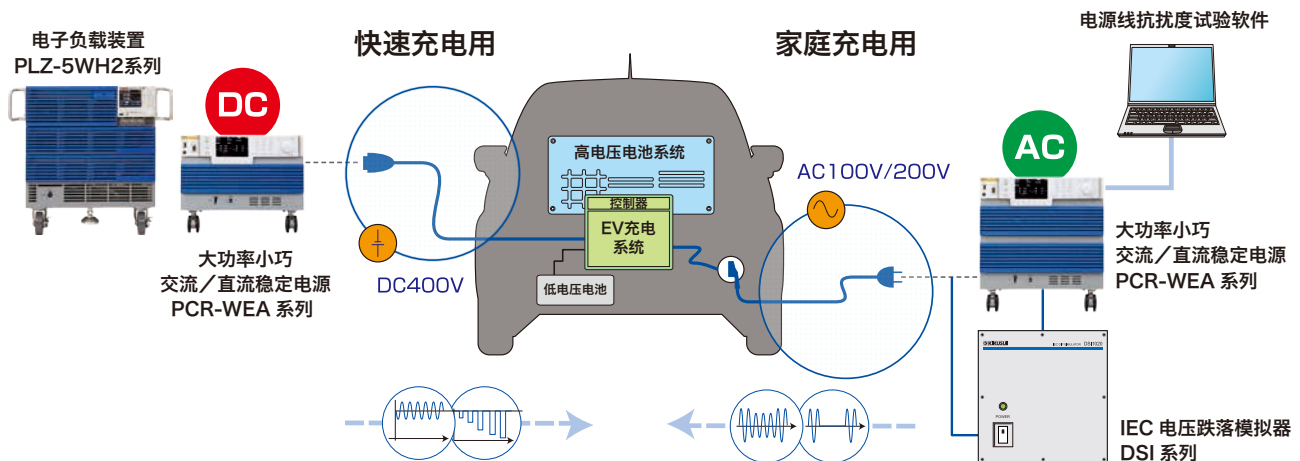 电子负载装置
PLZ-5WH2系列
DC
大功率小巧
交流／直流稳定电源
PCR-WEA 系列
快速充电用
DC400V
高电压电池系统
控制器
EV充电
系统
低电压电池
家庭充电用
AC100V/200V
电源线抗扰度试验软件
AC
大功率小巧
交流／直流稳定电源
PCR-WEA 系列
KIKUSUI
DSI1020
POWER
IEC 电压跌落模拟器
DSI 系列